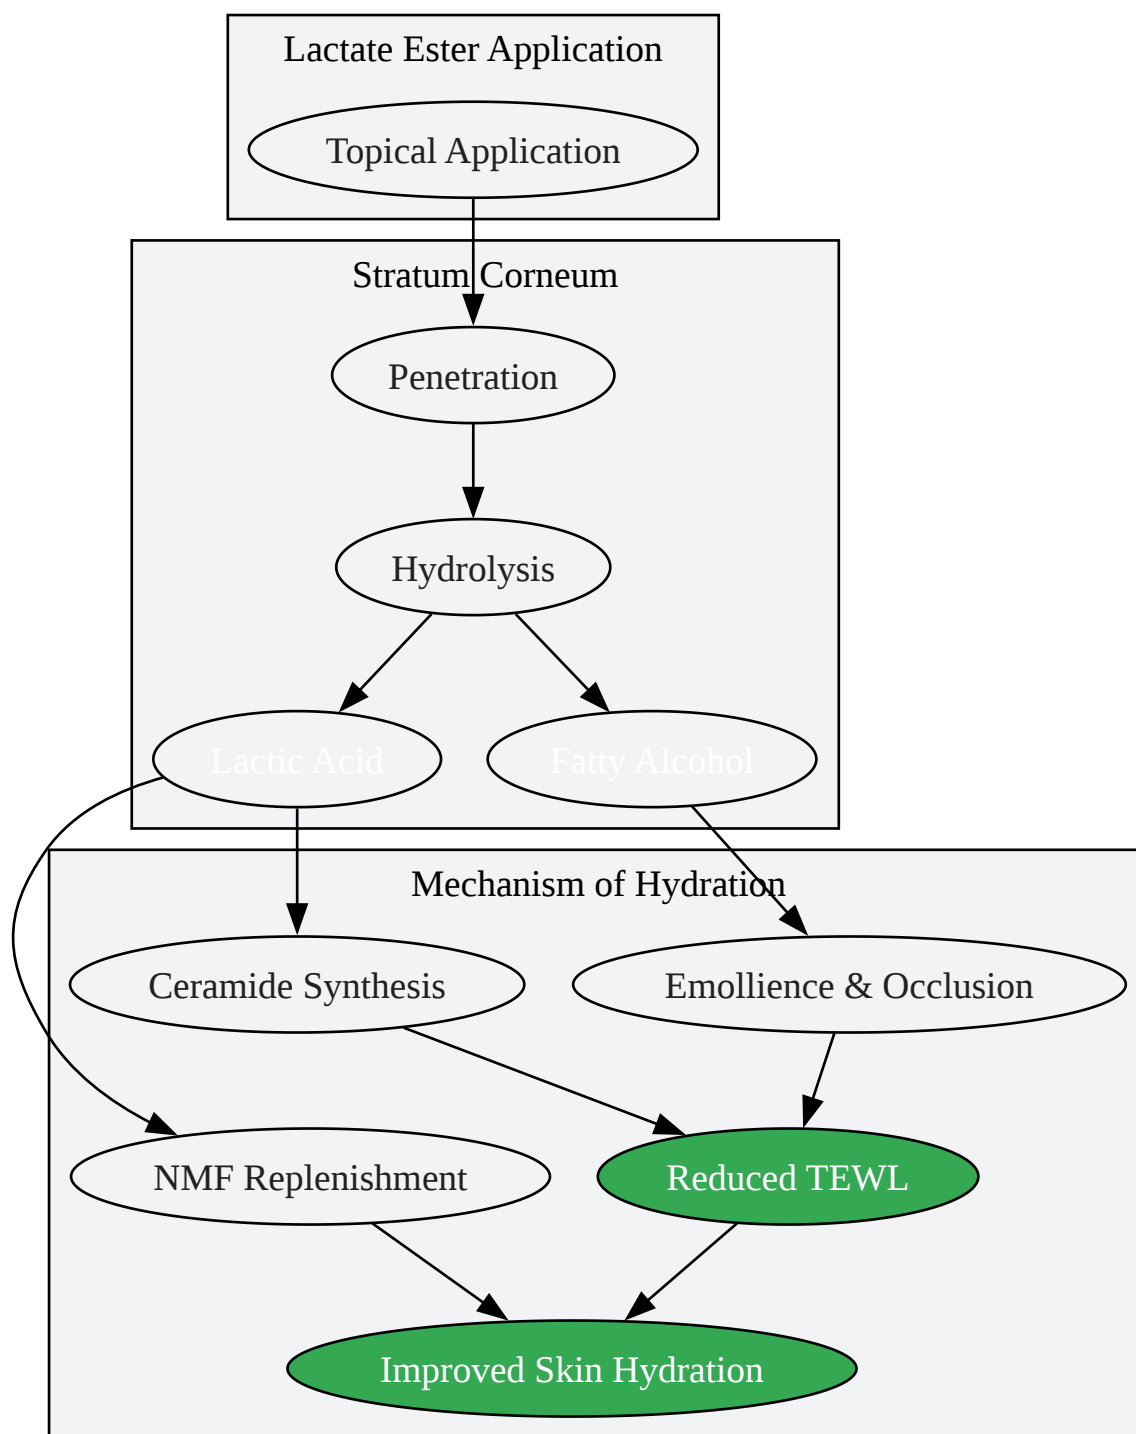 Lactate Ester Application
Topical Application
Stratum Corneum
Penetration
Hydrolysis
Lactic Acid
Fatty Alcohol
Mechanism of Hydration
Ceramide Synthesis
Emollience & Occlusion
NMF Replenishment
Reduced TEWL
Improved Skin Hydration